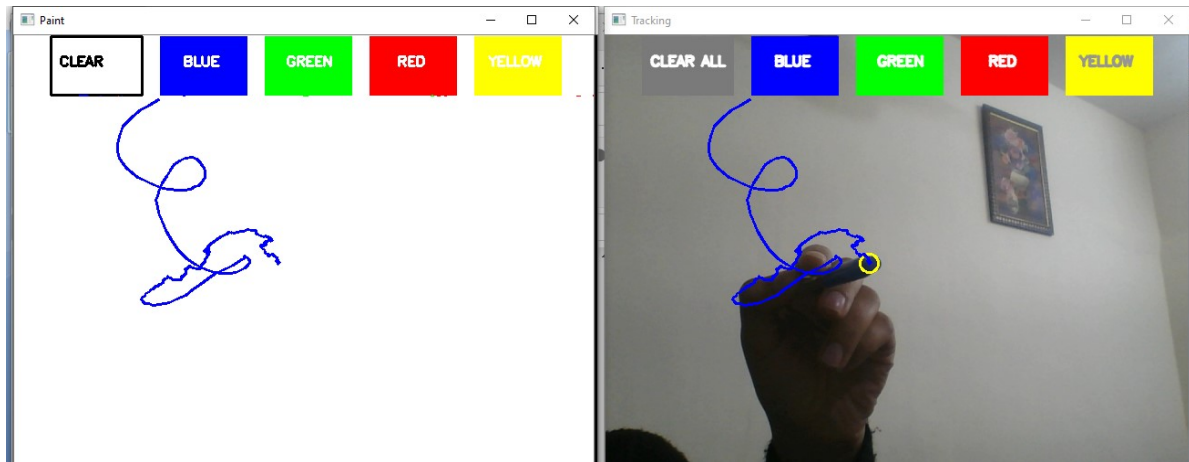 Paint
CLEAR
BLUE
GREEN
RED
YELLOW
Tracking
CLEAR ALL
BLUE
GREEN
RED
YELLOW